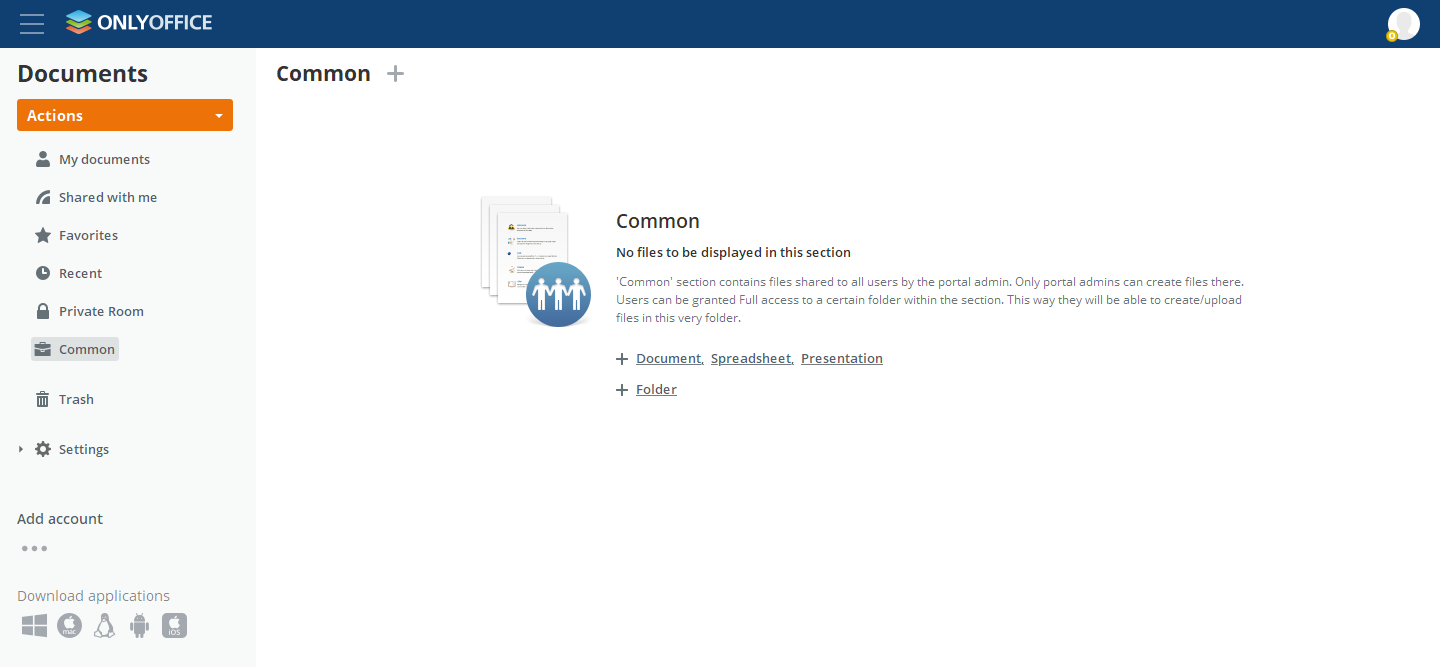 ONLYOFFICE
Documents
Actions
My documents
Shared with me
Favorites
Recent
Private Room
Common
Trash
Settings
Add account
Download applications
mac
iOS
Common
Common
No files to be displayed in this section
'Common' section contains files shared to all users by the portal admin. Only portal admins can create files there.
Users can be granted Full access to a certain folder within the section. This way they will be able to create/upload
files in this very folder.
Document, Spreadsheet, Presentation
Folder